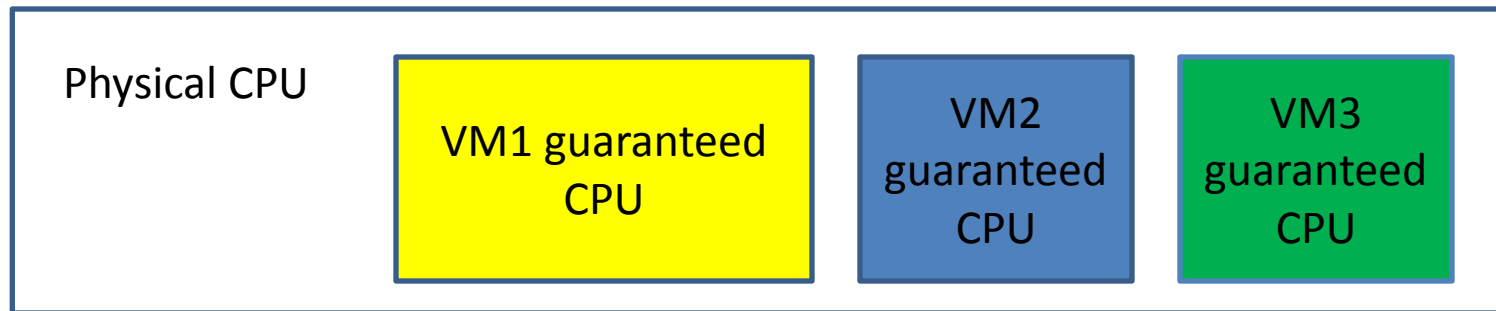 Physical CPU
VM1 guaranteed
CPU
VM2
guaranteed
CPU
VM3
guaranteed
CPU